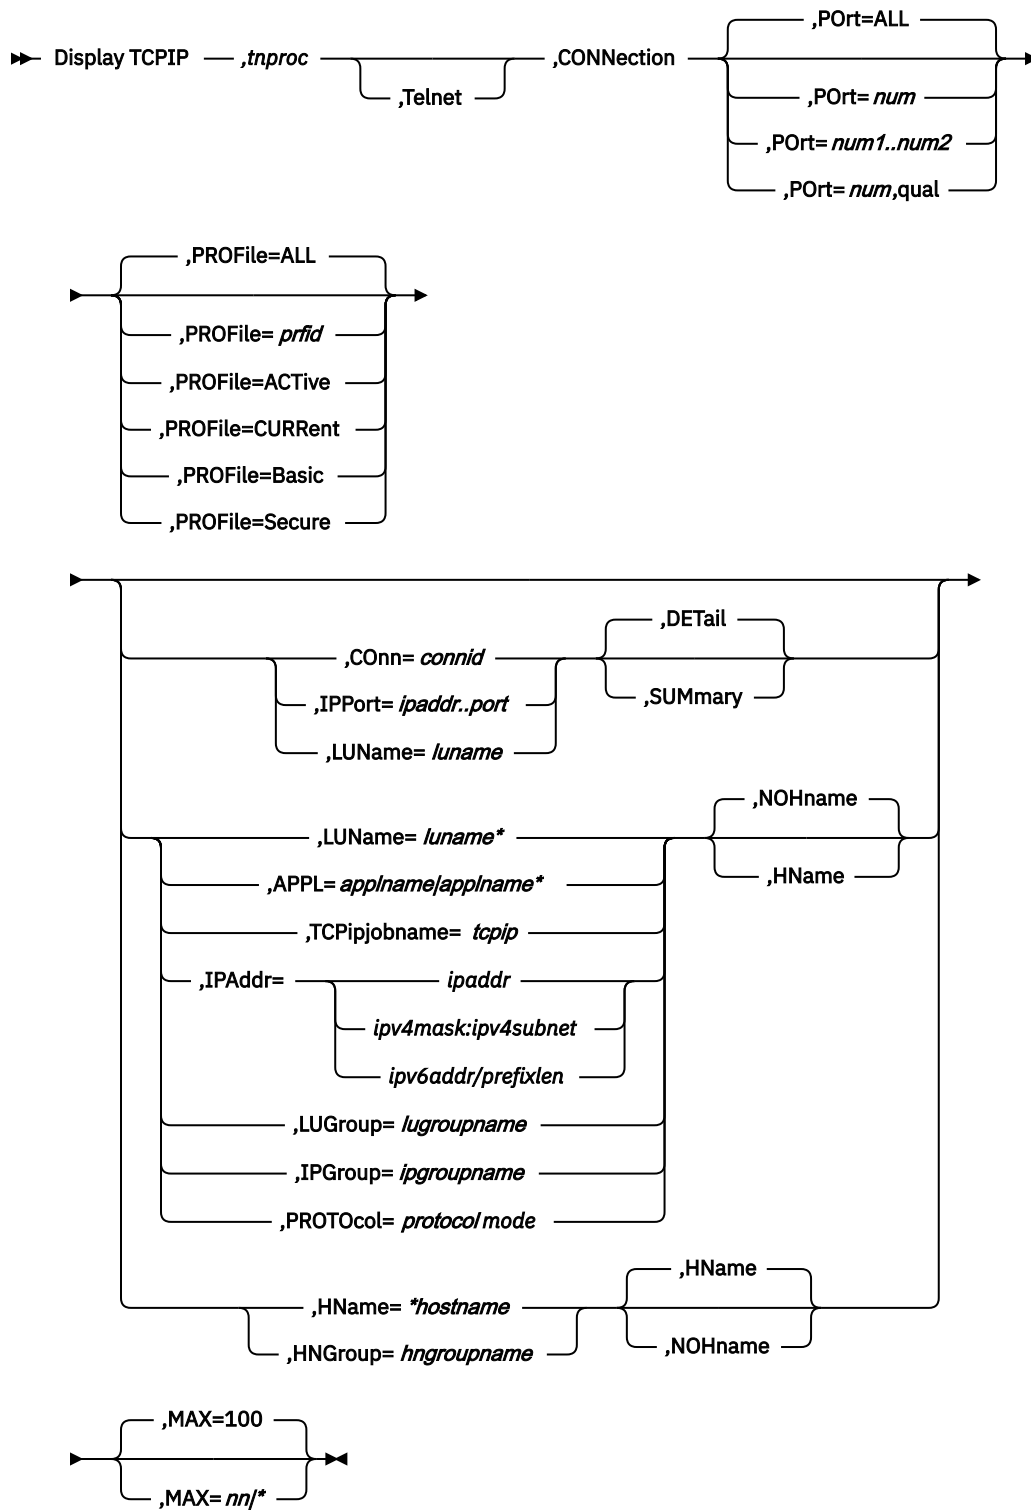 ,POrt=ALL
Display TCPIP ,tnproc ,CONNection
,Telnet ,POrt= num
,POrt= num1..num2
,POrt= num,qual
,PROFile=ALL
,PROFile= prfid
,PROFile=ACTive
,PROFile=CURRent
,PROFile=Basic
,PROFile=Secure
,DETail
,COnn= connid
,IPPort= ipaddr..port ,SUMmary
,LUName= luname
,NOHname
,LUName= luname*
,APPL= applname|applname* ,HName
,TCPipjobname= tcpip
,IPAddr= ipaddr
ipv4mask:ipv4subnet
ipv6addr/prefixlen
,LUGroup= lugroupname
,IPGroup= ipgroupname
,PROTOcol= protocol mode
,HName
,HName= *hostname
,HNGroup= hngroupname ,NOHname
,MAX=100
,MAX= nn|*